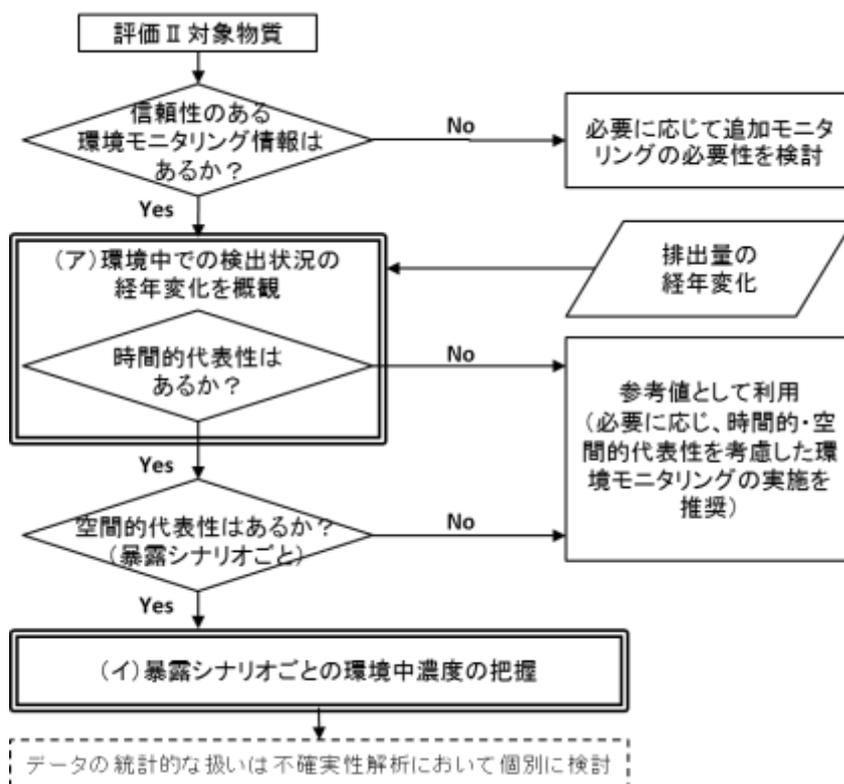 評価Ⅱ対象物質
信頼性のある
環境モニタリング情報は
あるか？
No
必要に応じて追加モニタ
リングの必要性を検討
Yes
（ア）環境中での検出状況の
経年変化を概観
排出量の
経年変化
時間的代表性は
あるか？
No
参考値として利用
（必要に応じ、時間的・空
間的代表性を考慮した環
境モニタリングの実施を
推奨）
Yes
空間的代表性はあるか？
（暴露シナリオごと）
No
Yes
（イ）暴露シナリオごとの環境中濃度の把握
データの統計的な扱いは不確実性解析において個別に検討